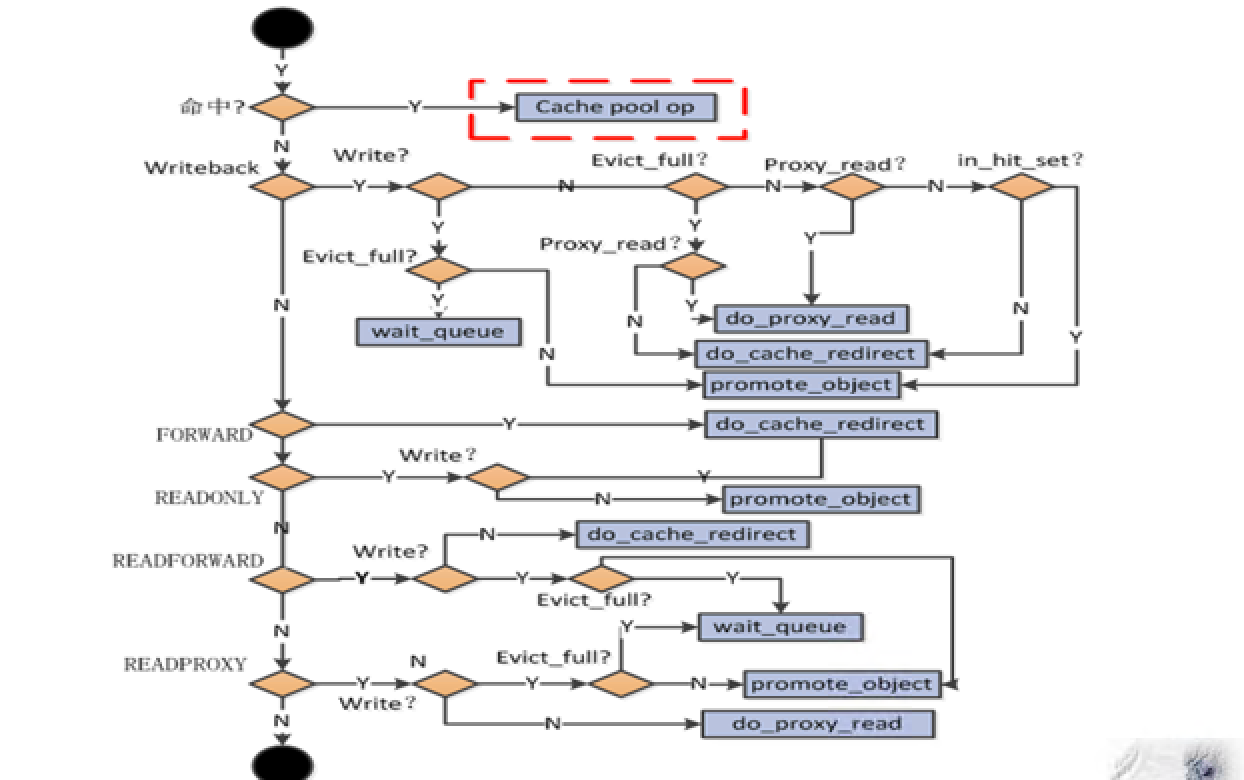 Y
命中?
Y
Cache pool op
N
Writeback
Write?
Evict_full?
Proxy_read?
in_hit_set?
Y
N
N
N
Y
Y
Y
Evict_full?
Proxy_read?
N
Y
Y
N
N
Y
N
do_proxy_read
wait_queue
do_cache_redirect
promote_object
FORWARD
Y
do_cache_redirect
Write?
Y
Y
READONLY
N
promote_object
N
N
do_cache_redirect
READFORWARD
Write?
Y
Y
Y
Evict_full?
N
Y
wait_queue
READPROXY
N
Evict_full?
Y
Y
N
promote_object
Write?
N
N
do_proxy_read